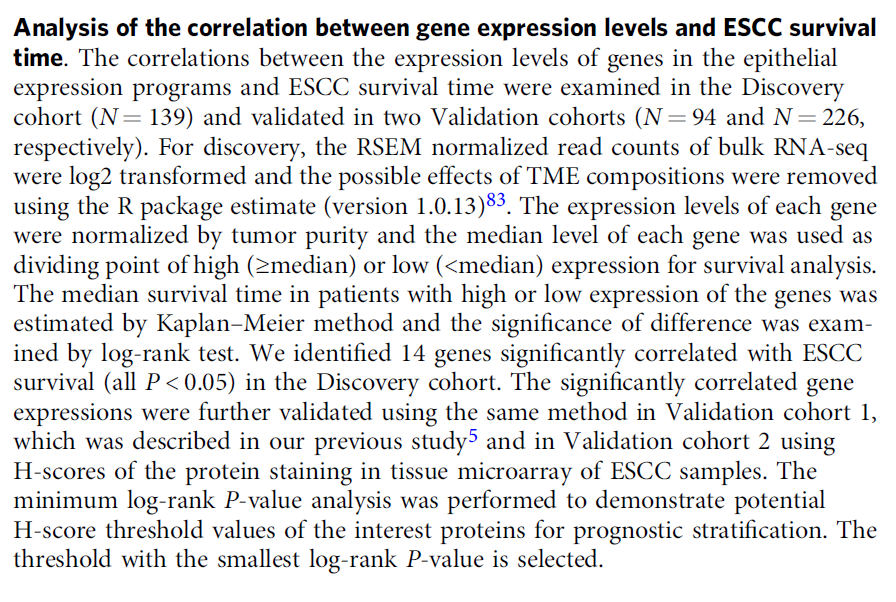 Analysis of the correlation between gene expression levels and ESCC survival
time. The correlations between the expression levels of genes in the epithelial
expression programs and ESCC survival time were examined in the Discovery
cohort (N = 139) and validated in two Validation cohorts (N = 94 and N = 226,
respectively). For discovery, the RSEM normalized read counts of bulk RNA-seq
were log2 transformed and the possible effects of TME compositions were removed
using the R package estimate (version 1.0.13)83. The expression levels of each gene
were normalized by tumor purity and the median level of each gene was used as
dividing point of high (≥median) or low (<median) expression for survival analysis.
The median survival time in patients with high or low expression of the genes was
estimated by Kaplan–Meier method and the significance of difference was exam-
ined by log-rank test. We identified 14 genes significantly correlated with ESCC
survival (all P < 0.05) in the Discovery cohort. The significantly correlated gene
expressions were further validated using the same method in Validation cohort 1,
which was described in our previous study5 and in Validation cohort 2 using
H-scores of the protein staining in tissue microarray of ESCC samples. The
minimum log-rank P-value analysis was performed to demonstrate potential
H-score threshold values of the interest proteins for prognostic stratification. The
threshold with the smallest log-rank P-value is selected.